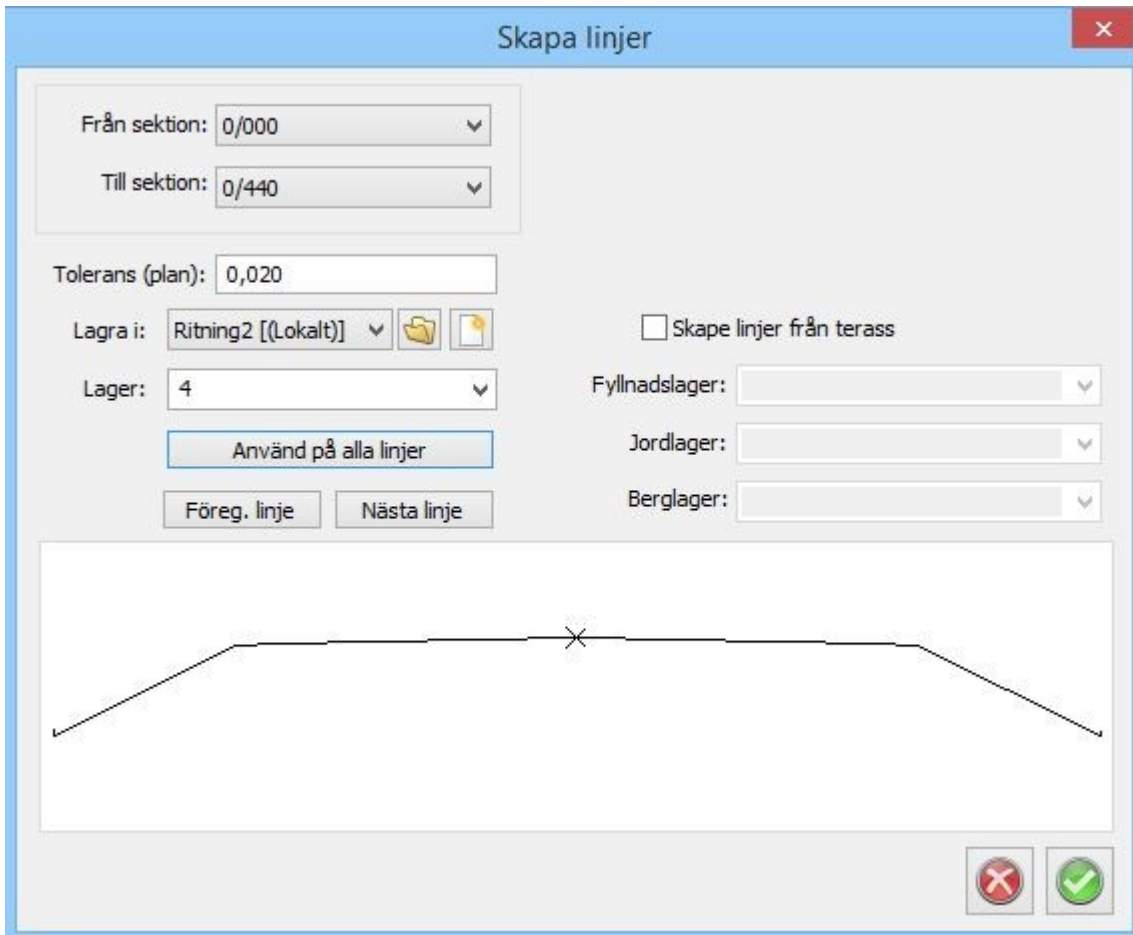 Skapa linjer
Från sektion: 0/000
Till sektion: 0/440
Tolerans (plan): 0,020
Lagra i: Ritning2 [(Lokalt)]
Skape linjer från terass
Lager: 4
Fyllnadslager:
Använd på alla linjer
Jordlager:
Föreg. linje Nästa linje
Berglager: